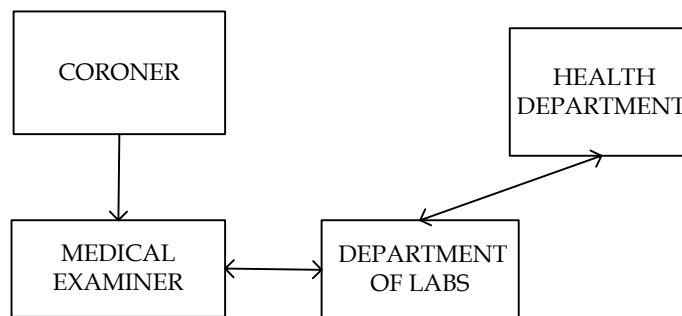 CORONER
HEALTH
DEPARTMENT
MEDICAL
EXAMINER
DEPARTMENT
OF LABS